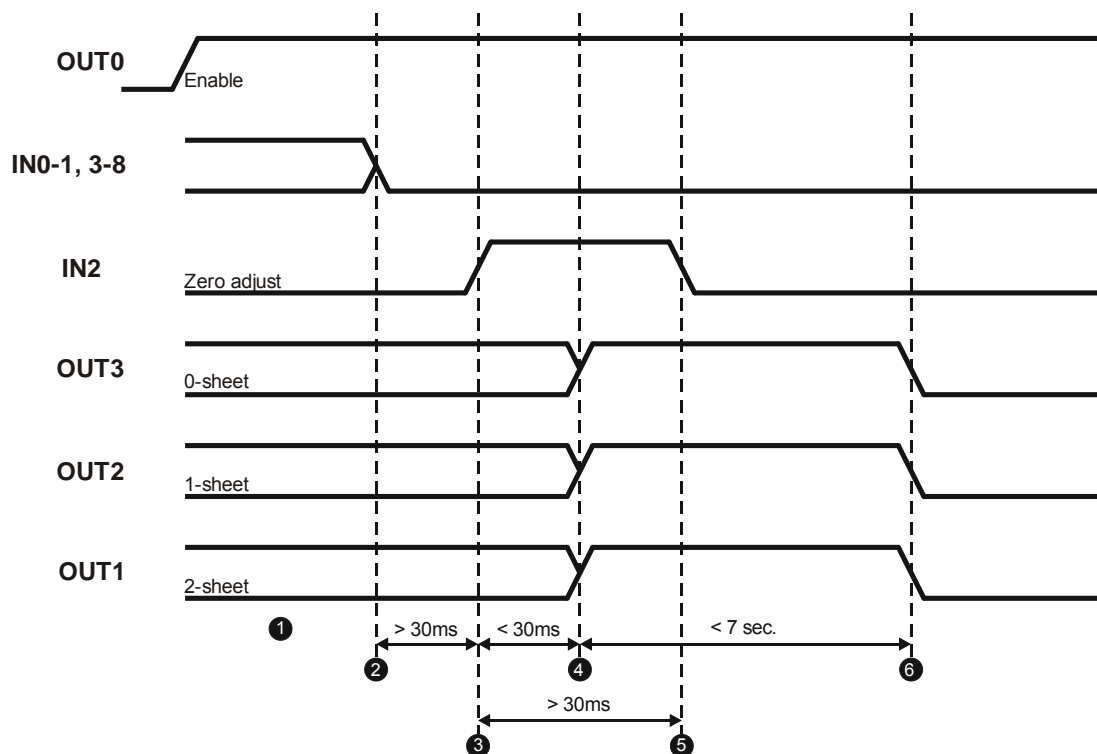 OUT0
Enable
IN0-1, 3-8
IN2
Zero adjust
OUT3
0-sheet
OUT2
1-sheet
OUT1
2-sheet
1
> 30ms
< 30ms
< 7 sec.
2
4
6
> 30ms
3
5